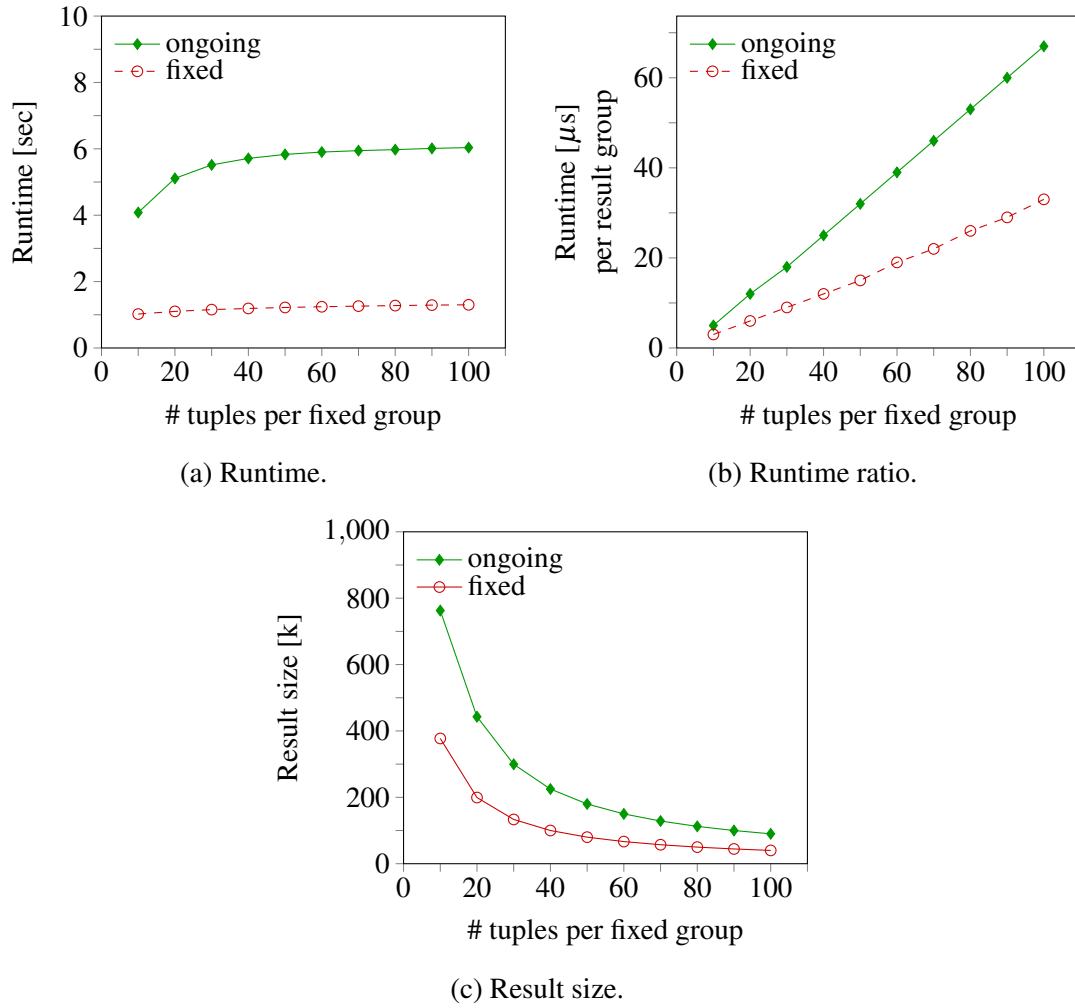 10
8
6
4
2
0
Runtime [sec]
ongoing
fixed
0 20 40 60 80 100
# tuples per fixed group
(a) Runtime.
60
40
20
0
Runtime [µs]
per result group
ongoing
fixed
0 20 40 60 80 100
# tuples per fixed group
(b) Runtime ratio.
1,000
800
600
400
200
0
Result size [k]
ongoing
fixed
0 20 40 60 80 100
# tuples per fixed group
(c) Result size.